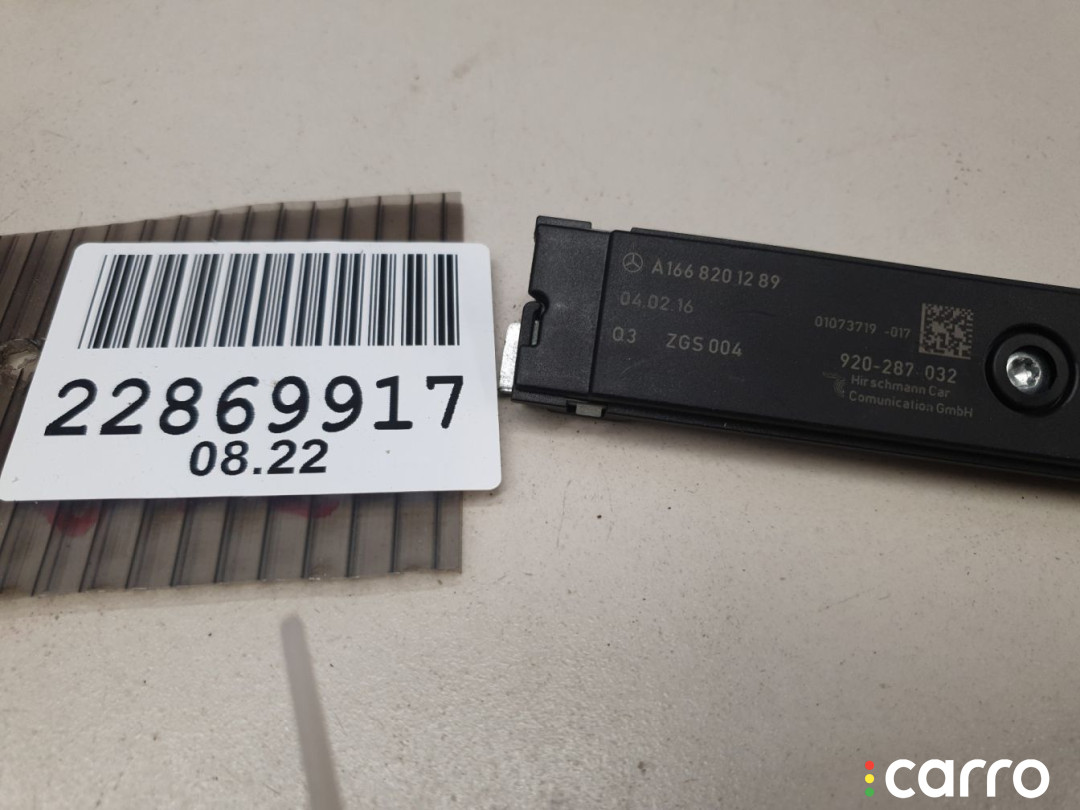 22869917
08.22
A166 820 12 89
04.02.16
Q3 ZGS 004
01073719 -017
920-287 032
Hirschmann Car
Comunication GmbH
carro